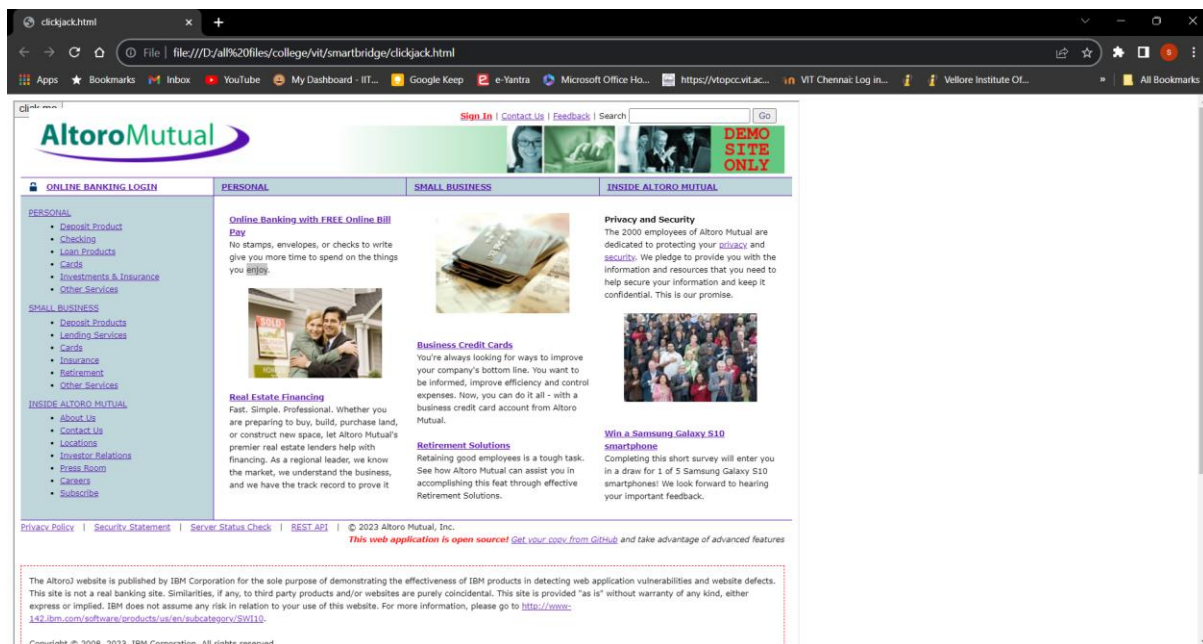 clickjack.html
File | file:///D:/all%20files/college/vit/smartbridge/clickjack.html
Apps Bookmarks Inbox YouTube My Dashboard - IIT... Google Keep e-Yantra Microsoft Office Ho... https://vtopcc.vit.ac... VIT Chennai: Log in... Vellore Institute Of... » All Bookmarks
click me
Sign In | Contact Us | Feedback | Search Go
AltoroMutual
DEMO
SITE
ONLY
ONLINE BANKING LOGIN PERSONAL SMALL BUSINESS INSIDE ALTORO MUTUAL
PERSONAL
• Deposit Product
• Checking
• Loan Products
• Cards
• Investments & Insurance
• Other Services
SMALL BUSINESS
• Deposit Products
• Lending Services
• Cards
• Insurance
• Retirement
• Other Services
INSIDE ALTORO MUTUAL
• About Us
• Contact Us
• Locations
• Investor Relations
• Press Room
• Careers
• Subscribe
Online Banking with FREE Online Bill
Pay
No stamps, envelopes, or checks to write
give you more time to spend on the things
you enjoy.
SOLD
Real Estate Financing
Fast. Simple. Professional. Whether you
are preparing to buy, build, purchase land,
or construct new space, let Altoro Mutual's
premier real estate lenders help with
financing. As a regional leader, we know
the market, we understand the business,
and we have the track record to prove it
Business Credit Cards
You're always looking for ways to improve
your company's bottom line. You want to
be informed, improve efficiency and control
expenses. Now, you can do it all - with a
business credit card account from Altoro
Mutual.
Retirement Solutions
Retaining good employees is a tough task.
See how Altoro Mutual can assist you in
accomplishing this feat through effective
Retirement Solutions.
Privacy and Security
The 2000 employees of Altoro Mutual are
dedicated to protecting your privacy and
security. We pledge to provide you with the
information and resources that you need to
help secure your information and keep it
confidential. This is our promise.
Win a Samsung Galaxy S10
smartphone
Completing this short survey will enter you
in a draw for 1 of 5 Samsung Galaxy S10
smartphones! We look forward to hearing
your important feedback.
Privacy Policy | Security Statement | Server Status Check | REST API | © 2023 Altoro Mutual, Inc.
This web application is open source! Get your copy from GitHub and take advantage of advanced features
The AltoroJ website is published by IBM Corporation for the sole purpose of demonstrating the effectiveness of IBM products in detecting web application vulnerabilities and website defects.
This site is not a real banking site. Similarities, if any, to third party products and/or websites are purely coincidental. This site is provided "as is" without warranty of any kind, either
express or implied. IBM does not assume any risk in relation to your use of this website. For more information, please go to http://www-
142.ibm.com/software/products/us/en/subcategory/SWI10.
Copyright © 2008, 2023, IBM Corporation, All rights reserved.